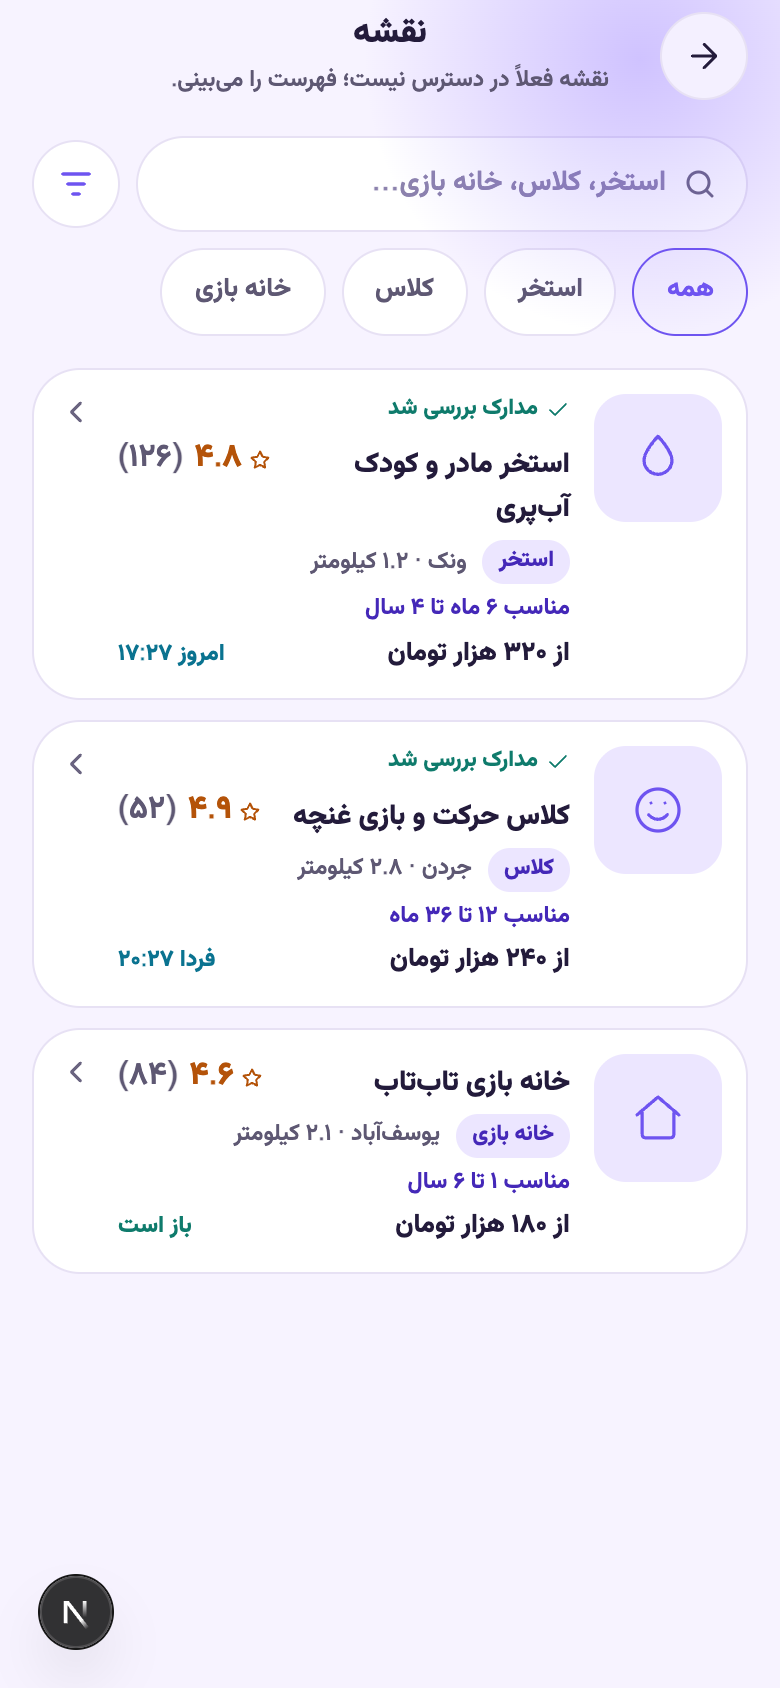 نقشه
نقشه فعلاً در دسترس نیست؛ فهرست را می‌بینی.
استخر، کلاس، خانه بازی...
همه
استخر
کلاس
خانه بازی
مدارک بررسی شد
استخر مادر و کودک
آب‌پری
۴.۸ (۱۲۶)
استخر
ونک · ۱.۲ کیلومتر
مناسب ۶ ماه تا ۴ سال
از ۳۲۰ هزار تومان
امروز ۱۷:۲۷
مدارک بررسی شد
کلاس حرکت و بازی غنچه
۴.۹ (۵۲)
کلاس
جردن · ۲.۸ کیلومتر
مناسب ۱۲ تا ۳۶ ماه
از ۲۴۰ هزار تومان
فردا ۲۰:۲۷
خانه بازی تاب‌تاب
۴.۶ (۸۴)
خانه بازی
یوسف‌آباد · ۲.۱ کیلومتر
مناسب ۱ تا ۶ سال
از ۱۸۰ هزار تومان
باز است
N